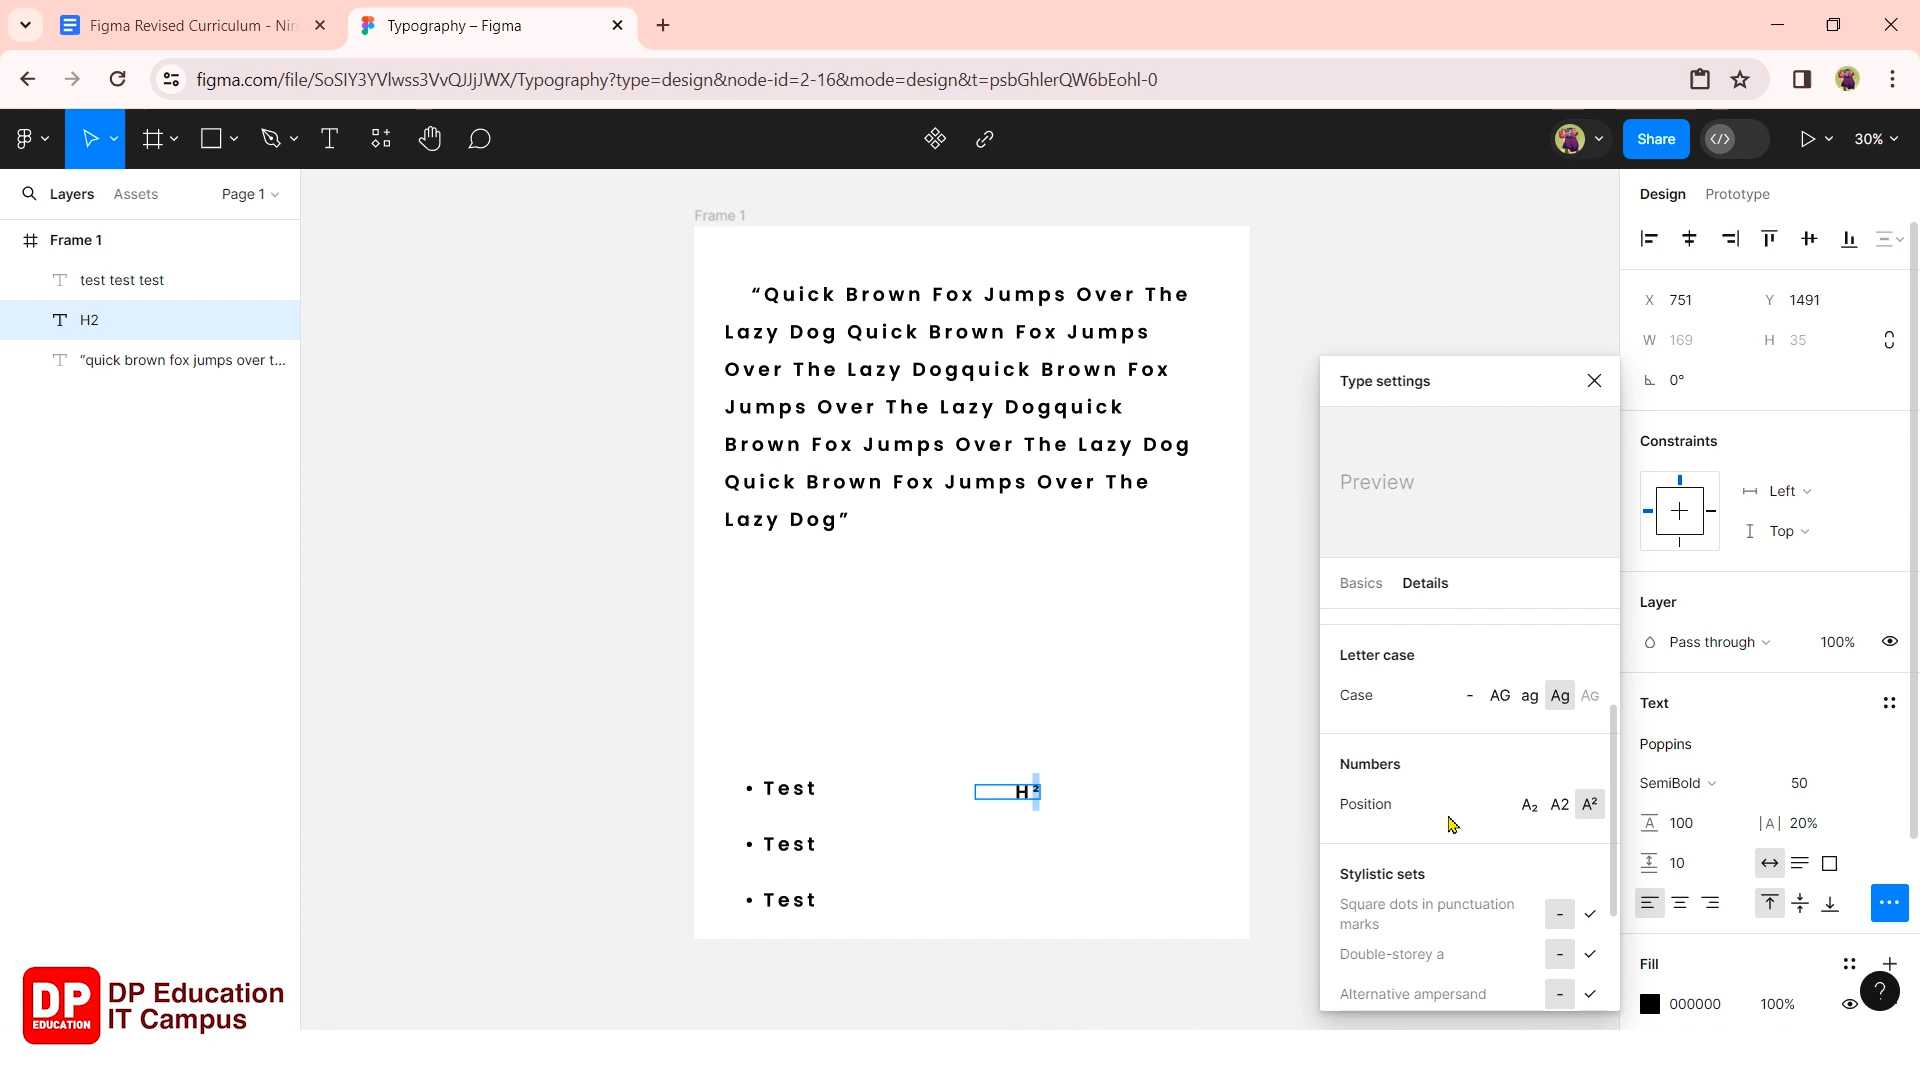 Figma Revised Curriculum - Nir
Typography – Figma
figma.com/file/SoSIY3YVlwss3VvQJJjJWX/Typography?type=design&node-id=2-16&mode=design&t=psbGhlerQW6bEohl-0
Share
30%
Layers Assets Page 1
Frame 1
test test test
H2
“quick brown fox jumps over t...
Frame 1
“Quick Brown Fox Jumps Over The
Lazy Dog Quick Brown Fox Jumps
Over The Lazy Dogquick Brown Fox
Jumps Over The Lazy Dogquick
Brown Fox Jumps Over The Lazy Dog
Quick Brown Fox Jumps Over The
Lazy Dog”
• Test
• Test
• Test
H²
Type settings
Preview
Basics Details
Letter case
Case - AG ag Ag AG
Numbers
Position A₂ A2 A²
Stylistic sets
Square dots in punctuation
marks -
Double-storey a -
Alternative ampersand -
Design Prototype
X 751 Y 1491
W 169 H 35
0°
Constraints
Left
Top
Layer
Pass through 100%
Text
Poppins
SemiBold 50
A 100 |A| 20%
10
Fill
000000 100%
?
DP
EDUCATION
DP Education
IT Campus